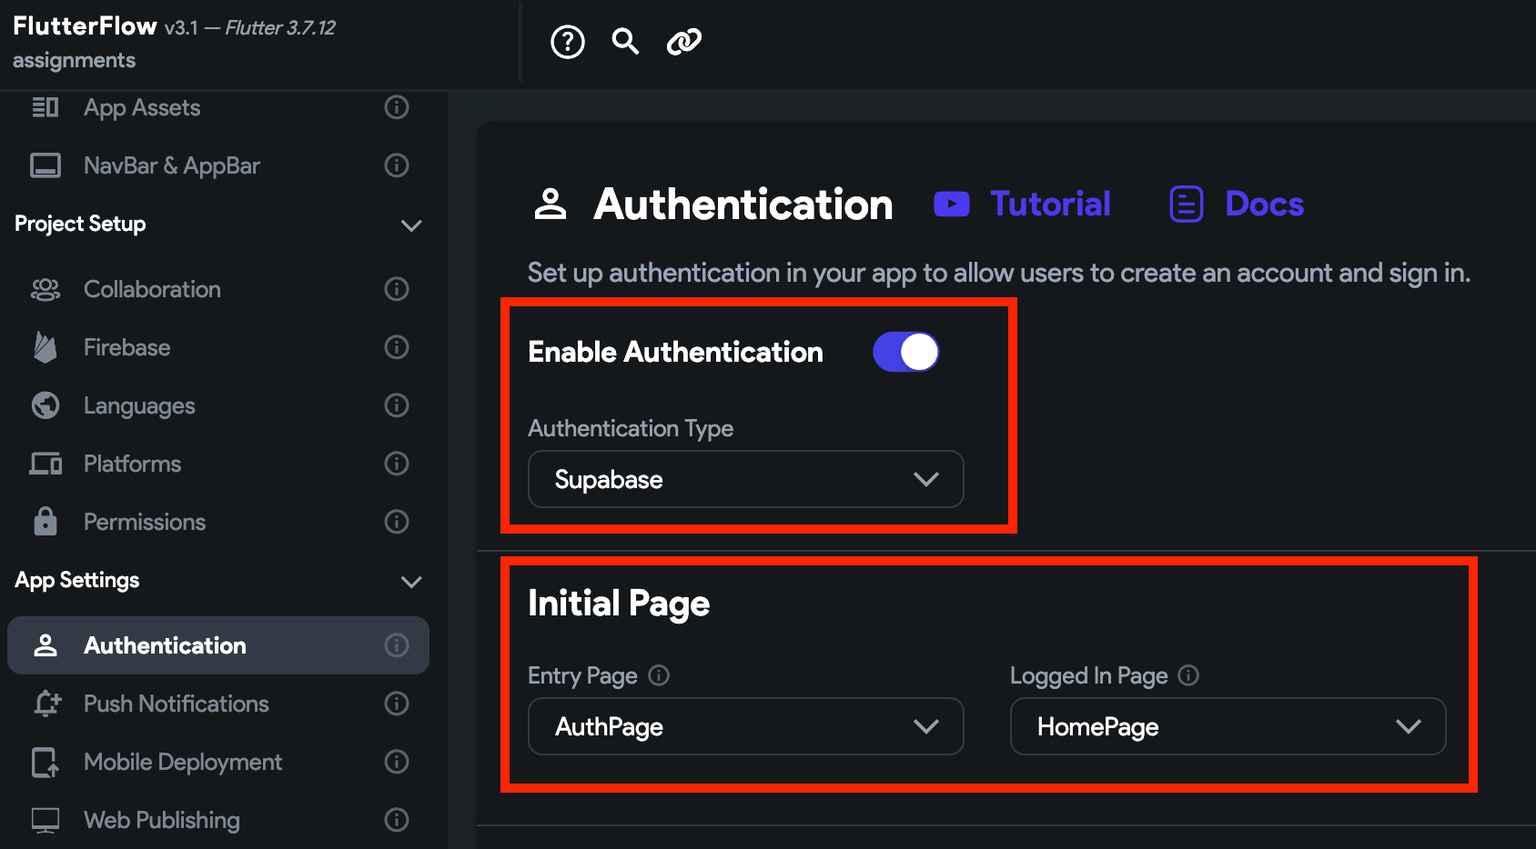 FlutterFlow v3.1 — Flutter 3.7.12
assignments
App Assets
NavBar & AppBar
Project Setup
Collaboration
Firebase
Languages
Platforms
Permissions
App Settings
Authentication
Push Notifications
Mobile Deployment
Web Publishing
Authentication Tutorial Docs
Set up authentication in your app to allow users to create an account and sign in.
Enable Authentication
Authentication Type
Supabase
Initial Page
Entry Page Logged In Page
AuthPage HomePage